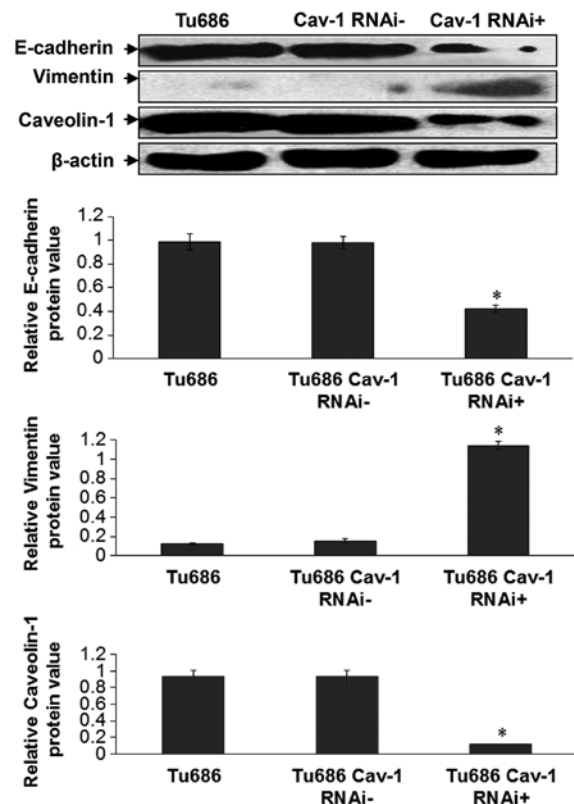 Tu686 Cav-1 RNAi- Cav-1 RNAi+
E-cadherin
Vimentin
Caveolin-1
β-actin
Relative E-cadherin
protein value
1.2
1
0.8
0.6
0.4
0.2
0
*
Tu686 Tu686 Cav-1 Tu686 Cav-1
RNAi- RNAi+
Relative Vimentin
protein value
1.2
1
0.8
0.6
0.4
0.2
0
*
Tu686 Tu686 Cav-1 Tu686 Cav-1
RNAi- RNAi+
Relative Caveolin-1
protein value
1.2
1
0.8
0.6
0.4
0.2
0
*
Tu686 Tu686 Cav-1 Tu686 Cav-1
RNAi- RNAi+